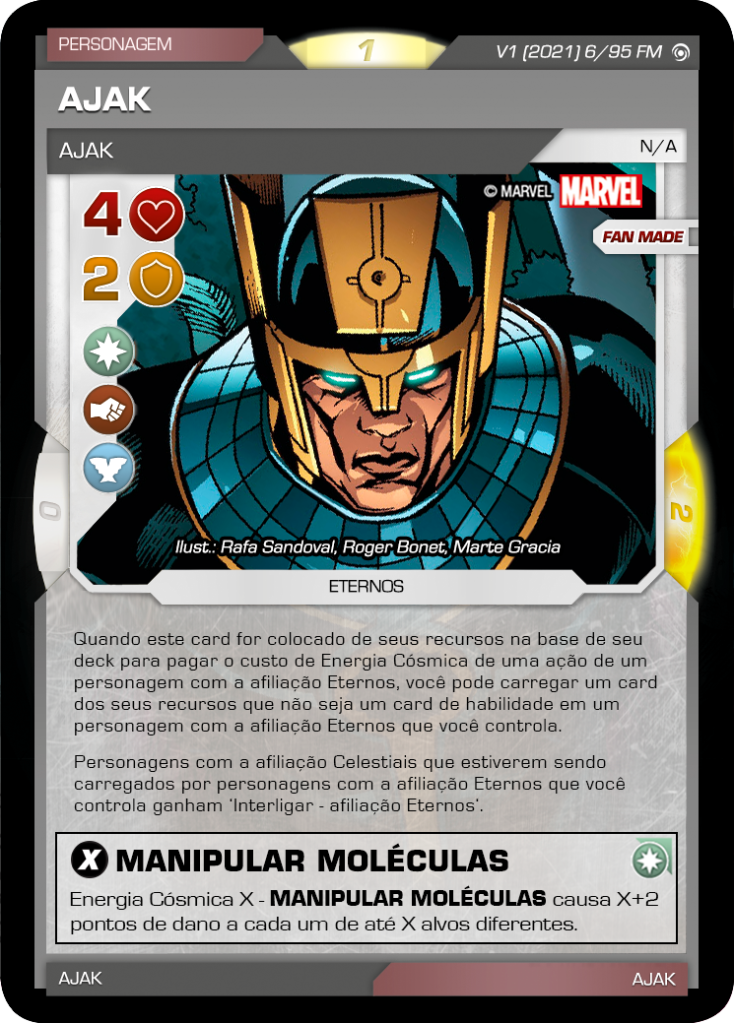 PERSONAGEM
1
V1 (2021) 6/95 FM
AJAK
AJAK
N/A
© MARVEL MARVEL
4
FAN MADE
2
0
2
Ilust.: Rafa Sandoval, Roger Bonet, Marte Gracia
ETERNOS
Quando este card for colocado de seus recursos na base de seu
deck para pagar o custo de Energia Cósmica de uma ação de um
personagem com a afiliação Eternos, você pode carregar um card
dos seus recursos que não seja um card de habilidade em um
personagem com a afiliação Eternos que você controla.
Personagens com a afiliação Celestiais que estiverem sendo
carregados por personagens com a afiliação Eternos que você
controla ganham 'Interligar - afiliação Eternos'.
X MANIPULAR MOLÉCULAS
Energia Cósmica X - MANIPULAR MOLÉCULAS causa X+2
pontos de dano a cada um de até X alvos diferentes.
AJAK
AJAK